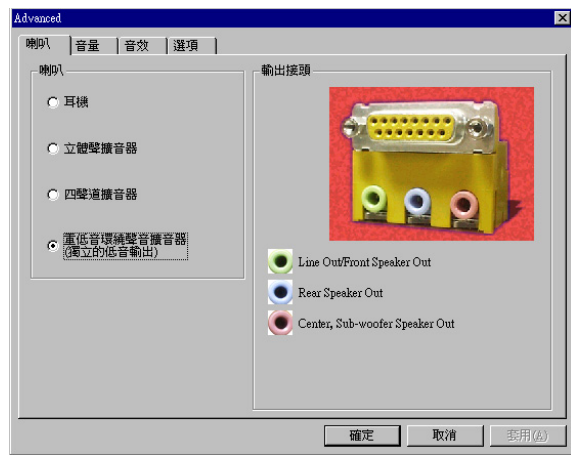 Advanced
喇叭
音量
音效
選項
喇叭
耳機
立體聲擴音器
四聲道擴音器
重低音環繞聲音擴音器
(獨立的低音輸出)
輸出接頭
Line Out/Front Speaker Out
Rear Speaker Out
Center, Sub-woofer Speaker Out
確定
取消
套用(A)